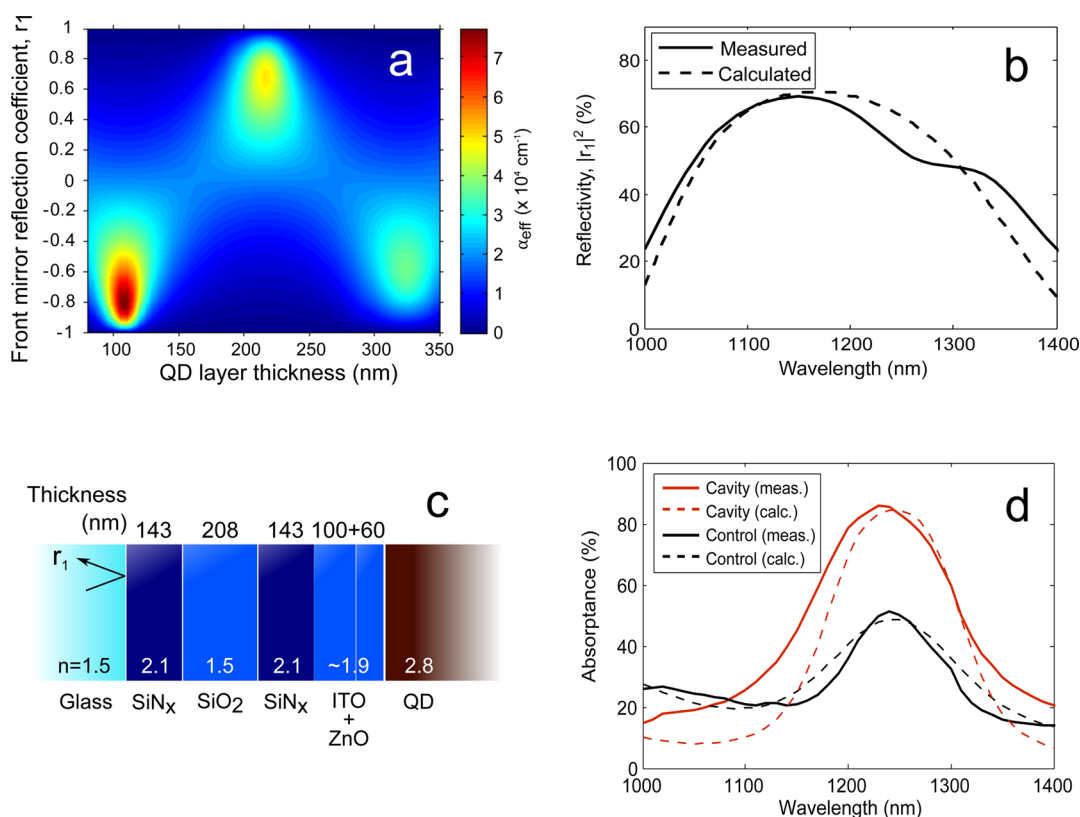 a
Front mirror reflection coefficient, r1
1
0.8
0.6
0.4
0.2
0
-0.2
-0.4
-0.6
-0.8
-1
100
150
200
250
300
350
QD layer thickness (nm)
7
6
5
4
3
2
1
0
αeff (x 10⁴ cm⁻¹)
b
Measured
Calculated
Reflectivity, |r₁|² (%)
80
60
40
20
0
1000
1100
1200
1300
1400
Wavelength (nm)
c
Thickness
(nm)
143
208
143
100+60
r₁
n=1.5
2.1
1.5
2.1
~1.9
2.8
Glass
SiNX
SiO₂
SiNX
ITO
+
ZnO
QD
d
Cavity (meas.)
Cavity (calc.)
Control (meas.)
Control (calc.)
Absorptance (%)
100
80
60
40
20
0
1000
1100
1200
1300
1400
Wavelength (nm)